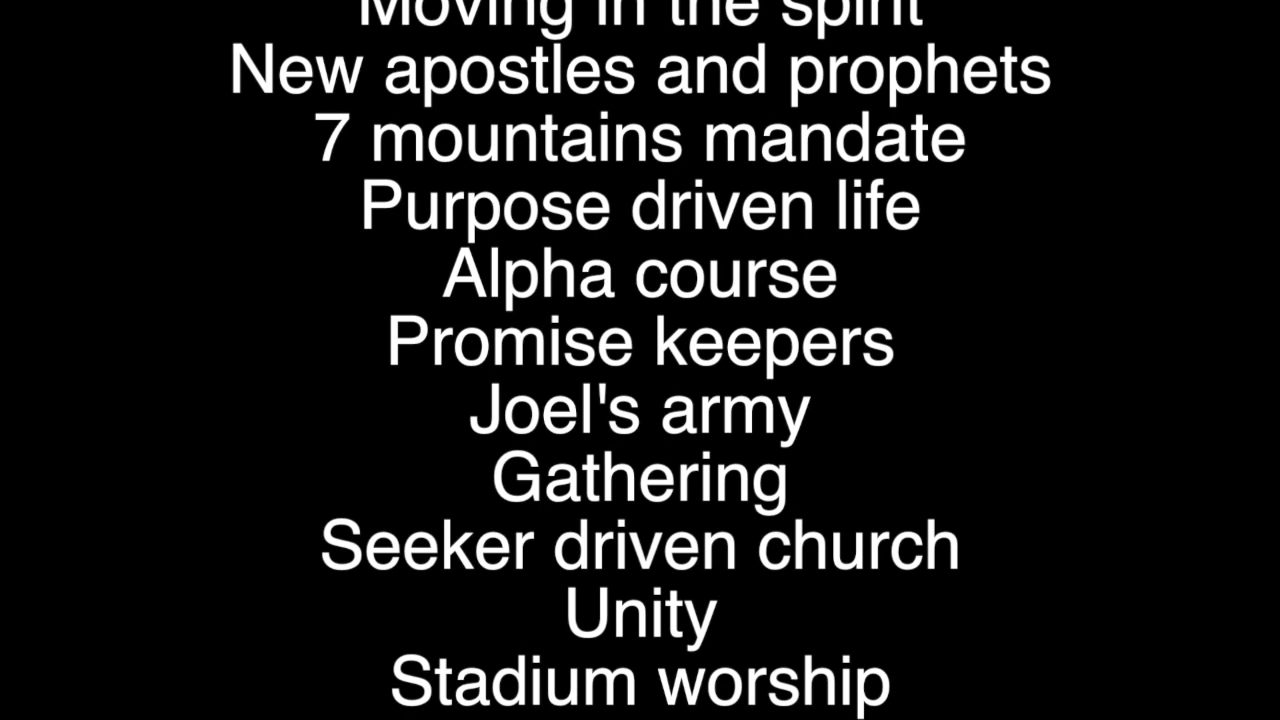 Moving in the spirit
New apostles and prophets
7 mountains mandate
Purpose driven life
Alpha course
Promise keepers
Joel's army
Gathering
Seeker driven church
Unity
Stadium worship